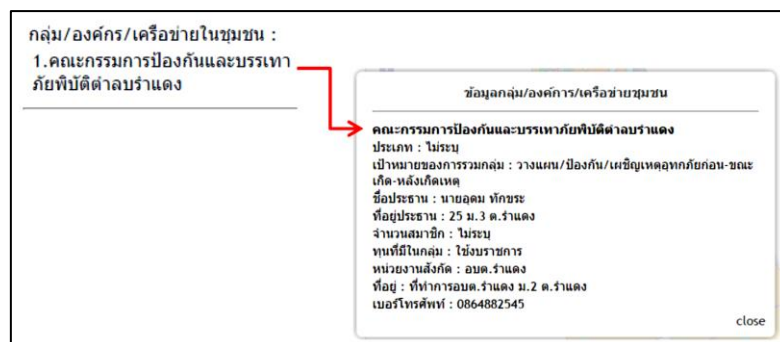 กลุ่ม/องค์กร/เครือข่ายในชุมชน :
1.คณะกรรมการป้องกันและบรรเทา
ภัยพิบัติตำลบรำแดง
ข้อมูลกลุ่ม/องค์การ/เครือข่ายชุมชน
คณะกรรมการป้องกันและบรรเทาภัยพิบัติตำลบรำแดง
ประเภท : ไม่ระบุ
เป้าหมายของการรวมกลุ่ม : วางแผน/ป้องกัน/เผชิญเหตุอุทกภัยก่อน-ขณะ
เกิด-หลังเกิดเหตุ
ชื่อประธาน : นายอุดม ทักขระ
ที่อยู่ประธาน : 25 ม.3 ต.รำแดง
จำนวนสมาชิก : ไม่ระบุ
ทุนที่มีในกลุ่ม : ใช้งบราชการ
หน่วยงานสังกัด : อบต.รำแดง
ที่อยู่ : ที่ทำการอบต.รำแดง ม.2 ต.รำแดง
เบอร์โทรศัพท์ : 0864882545
close